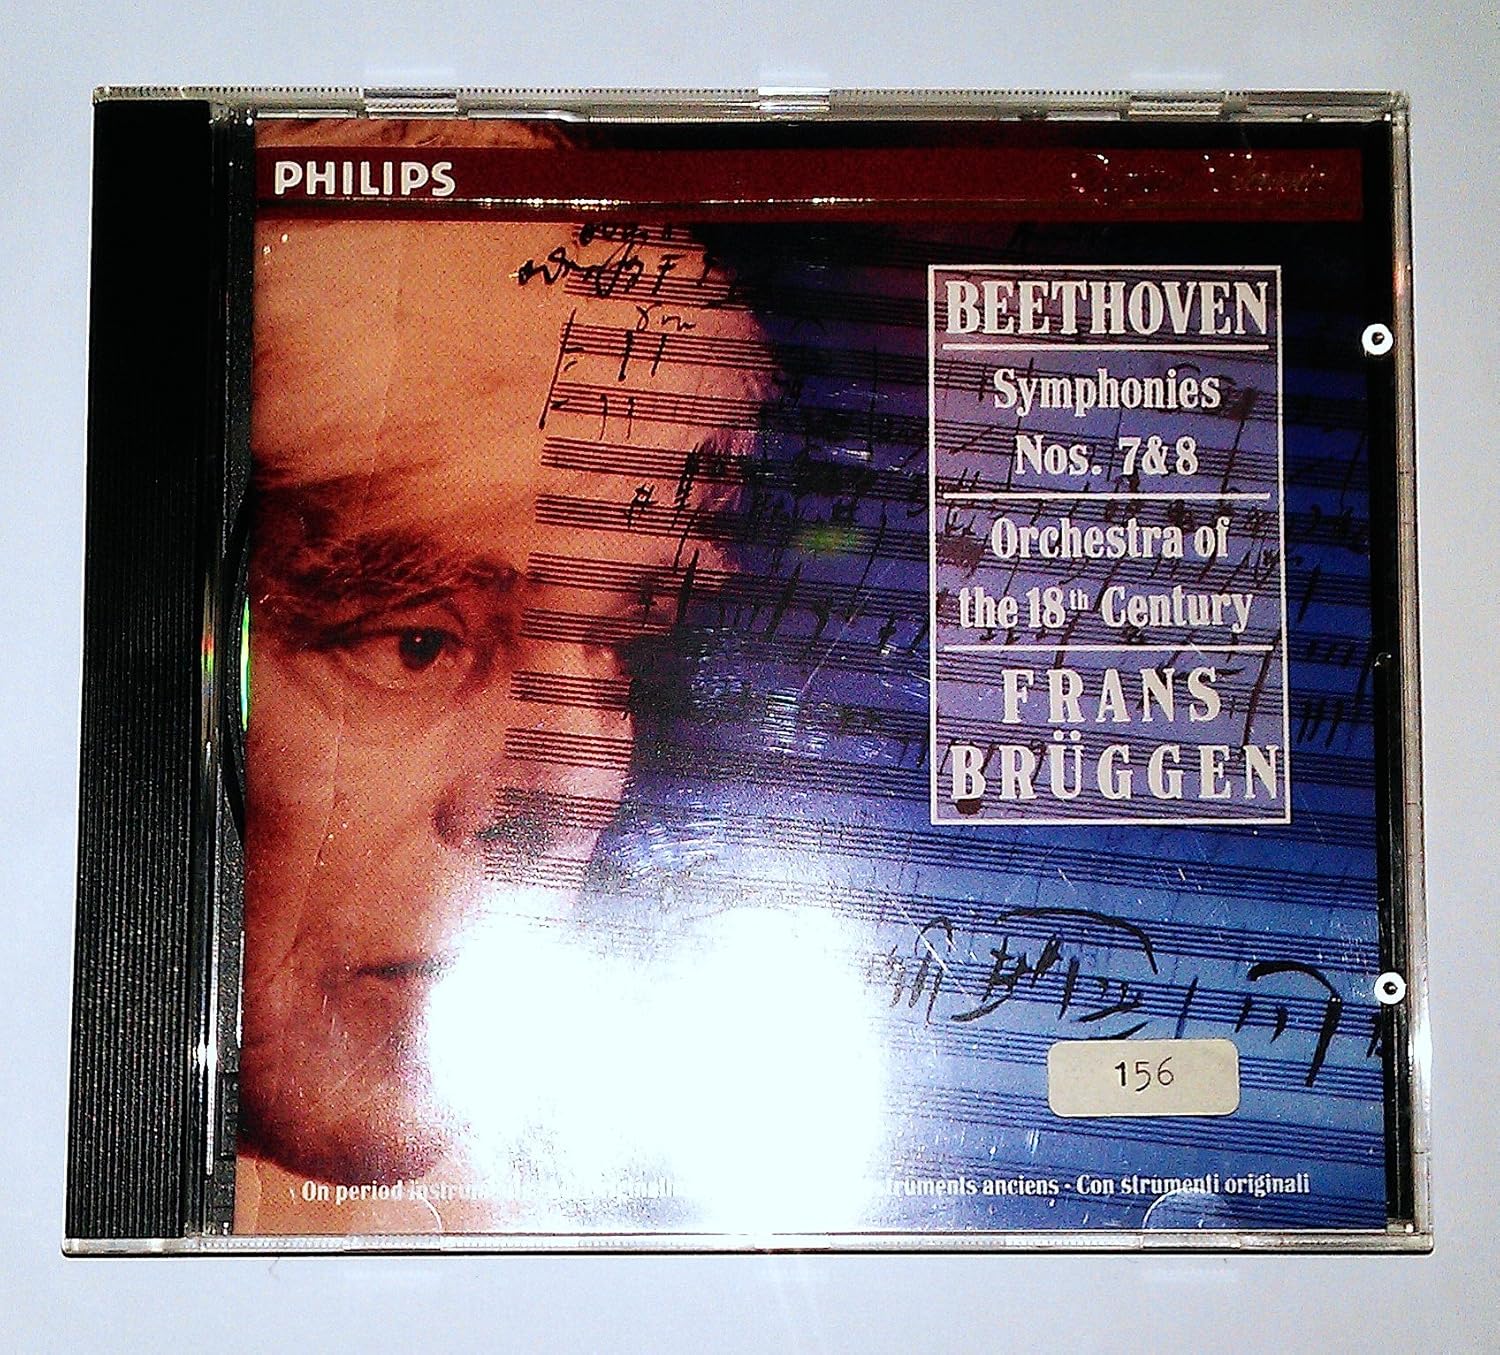 PHILIPS
BEETHOVEN
Symphonies
Nos. 7&8
Orchestra of
the 18th Century
FRANS
BRÜGGEN
156
On period instruments anciens - Con strumenti originali